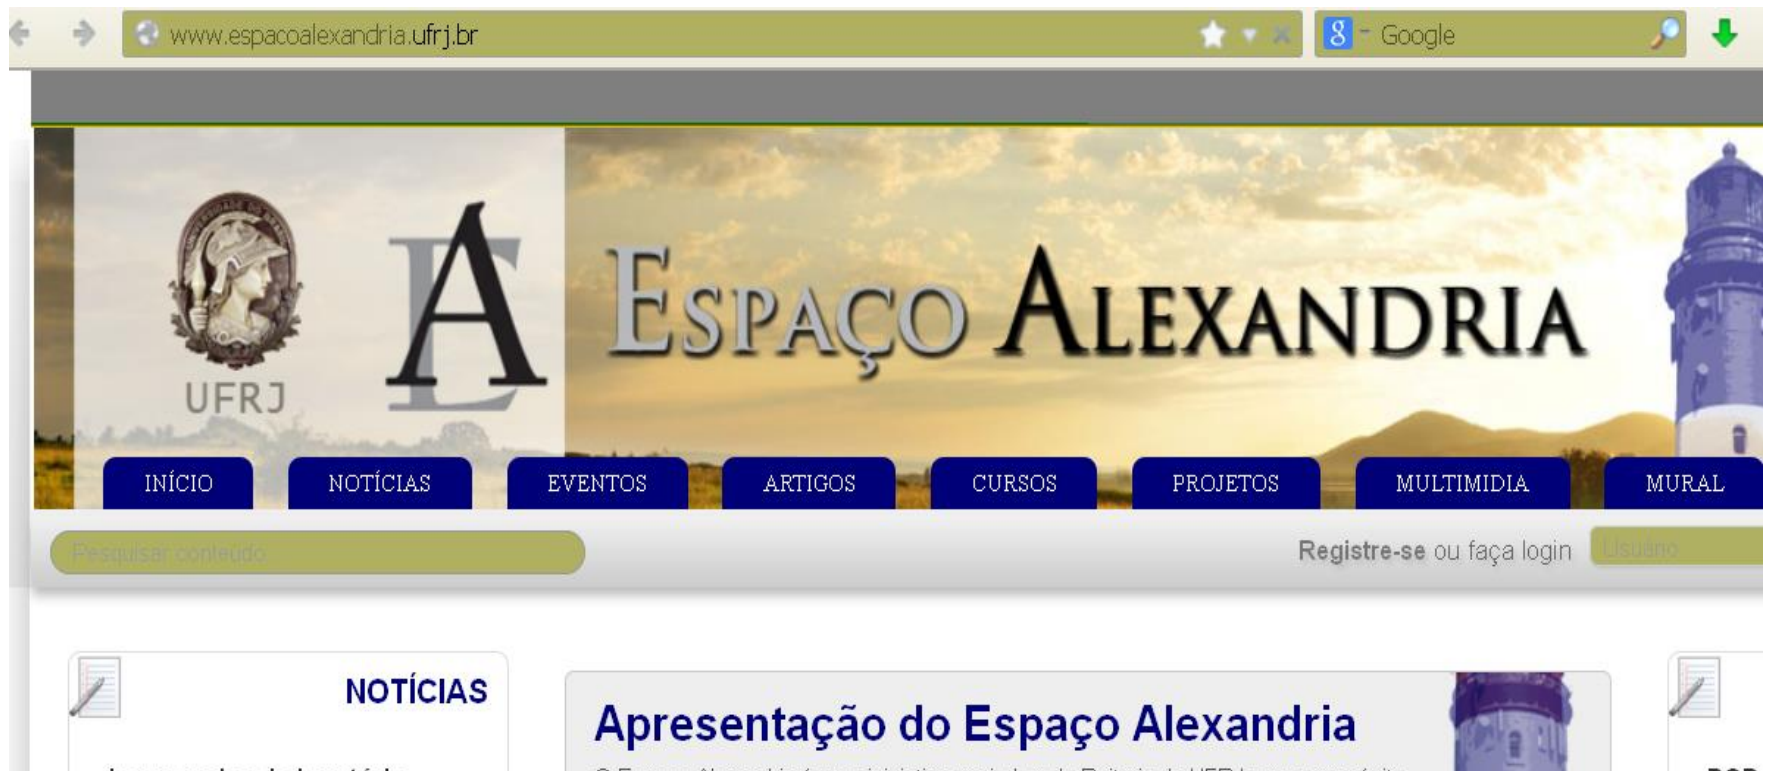 www.espacoalexandria.ufrj.br
Google
UFRJ
ESPAÇO ALEXANDRIA
INÍCIO NOTÍCIAS EVENTOS ARTIGOS CURSOS PROJETOS MULTIMIDIA MURAL
Pesquisar conteúdo
Registre-se ou faça login
Usuário
NOTÍCIAS
Apresentação do Espaço Alexandria